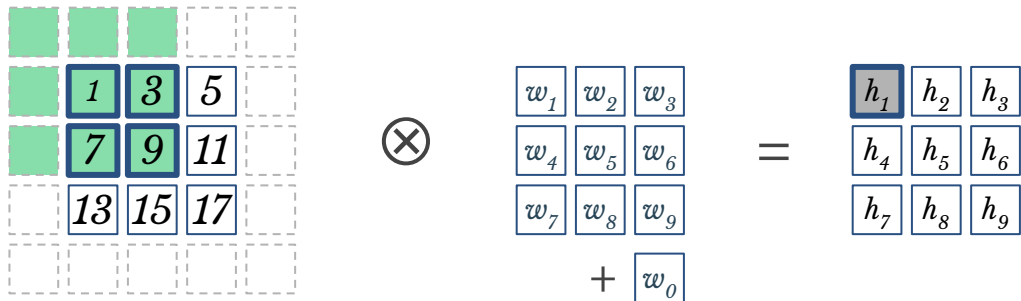 1 3 5 w₁ w₂ w₃ h₁ h₂ h₃
7 9 11 ⊗ w₄ w₅ w₆ = h₄ h₅ h₆
13 15 17 w₇ w₈ w₉ h₇ h₈ h₉
+ w₀